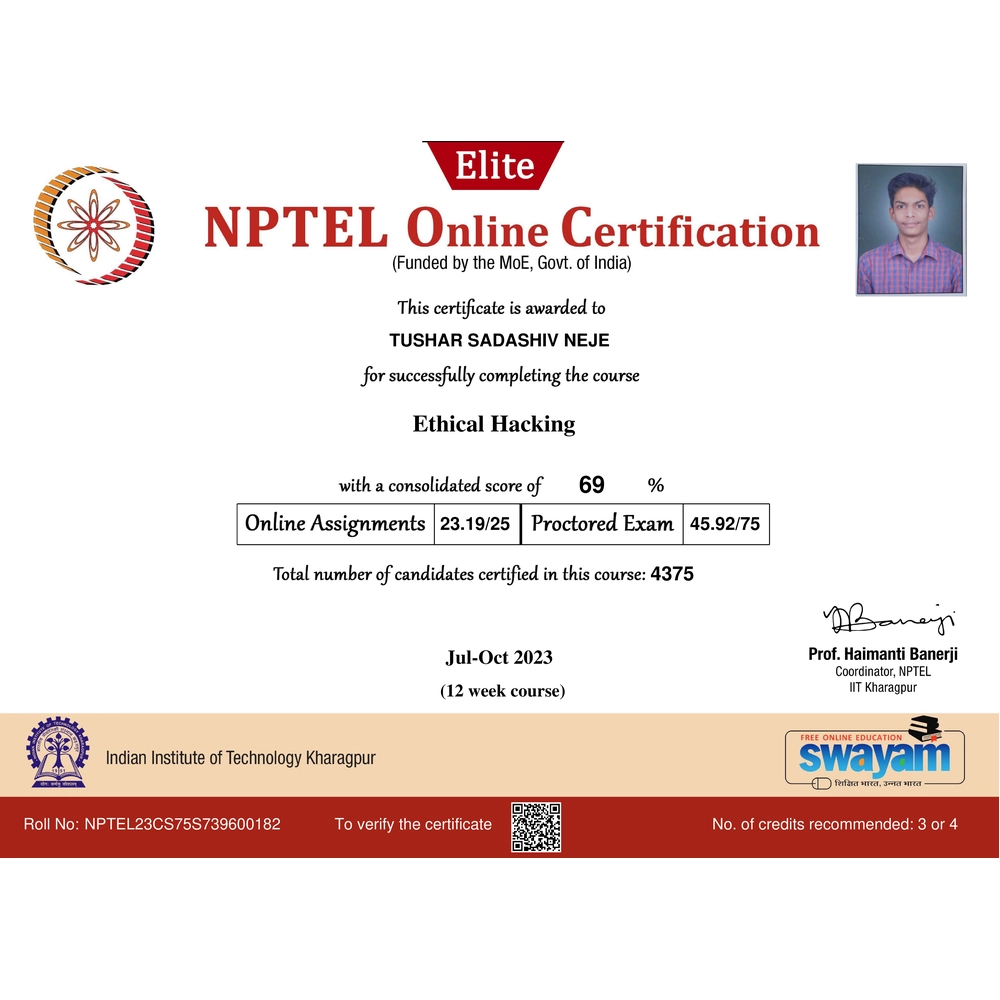 Elite
NPTEL Online Certification
(Funded by the MoE, Govt. of India)
This certificate is awarded to
TUSHAR SADASHIV NEJE
for successfully completing the course
Ethical Hacking
with a consolidated score of 69 %
Online Assignments 23.19/25 Proctored Exam 45.92/75
Total number of candidates certified in this course: 4375
Jul-Oct 2023
(12 week course)
Prof. Haimanti Banerji
Coordinator, NPTEL
IIT Kharagpur
Indian Institute of Technology Kharagpur
FREE ONLINE EDUCATION
swayam
शिक्षित भारत, उन्नत भारत
Roll No: NPTEL23CS75S739600182 To verify the certificate No. of credits recommended: 3 or 4